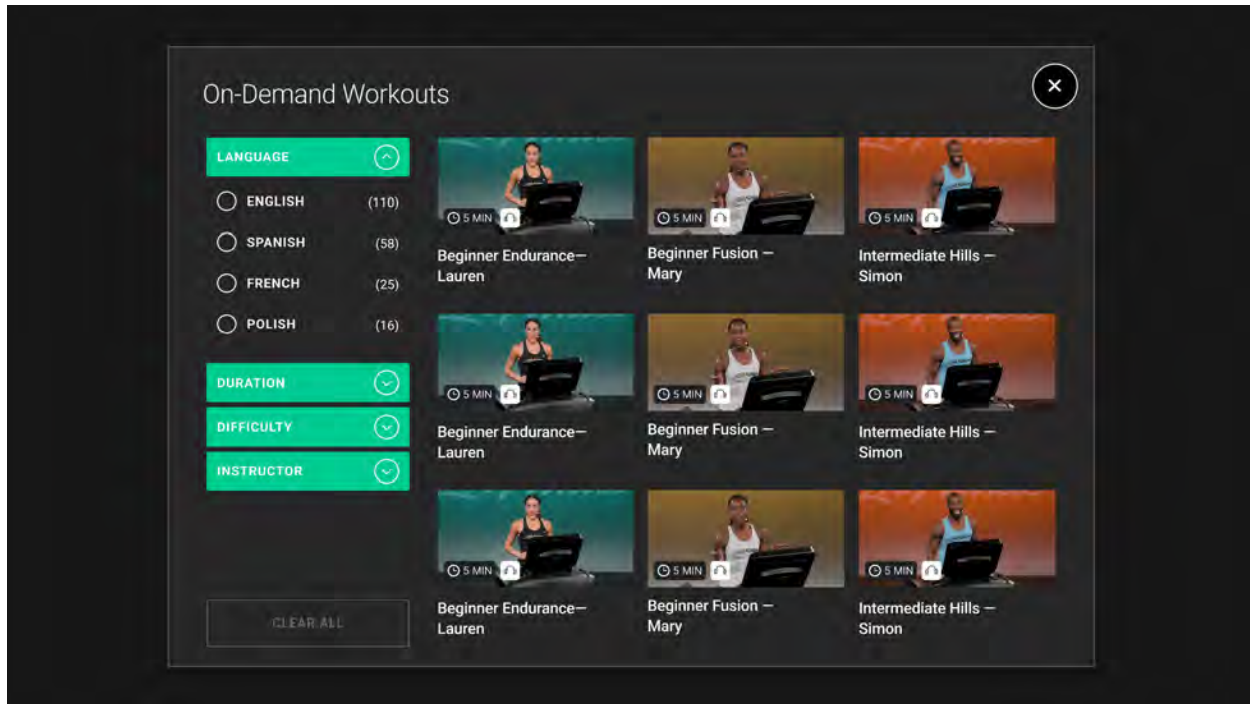 On-Demand Workouts
LANGUAGE
ENGLISH (110)
SPANISH (58)
FRENCH (25)
POLISH (16)
DURATION
DIFFICULTY
INSTRUCTOR
CLEAR ALL
5 MIN
Beginner Endurance—
Lauren
5 MIN
Beginner Fusion —
Mary
5 MIN
Intermediate Hills —
Simon
5 MIN
Beginner Endurance—
Lauren
5 MIN
Beginner Fusion —
Mary
5 MIN
Intermediate Hills —
Simon
5 MIN
Beginner Endurance—
Lauren
5 MIN
Beginner Fusion —
Mary
5 MIN
Intermediate Hills —
Simon